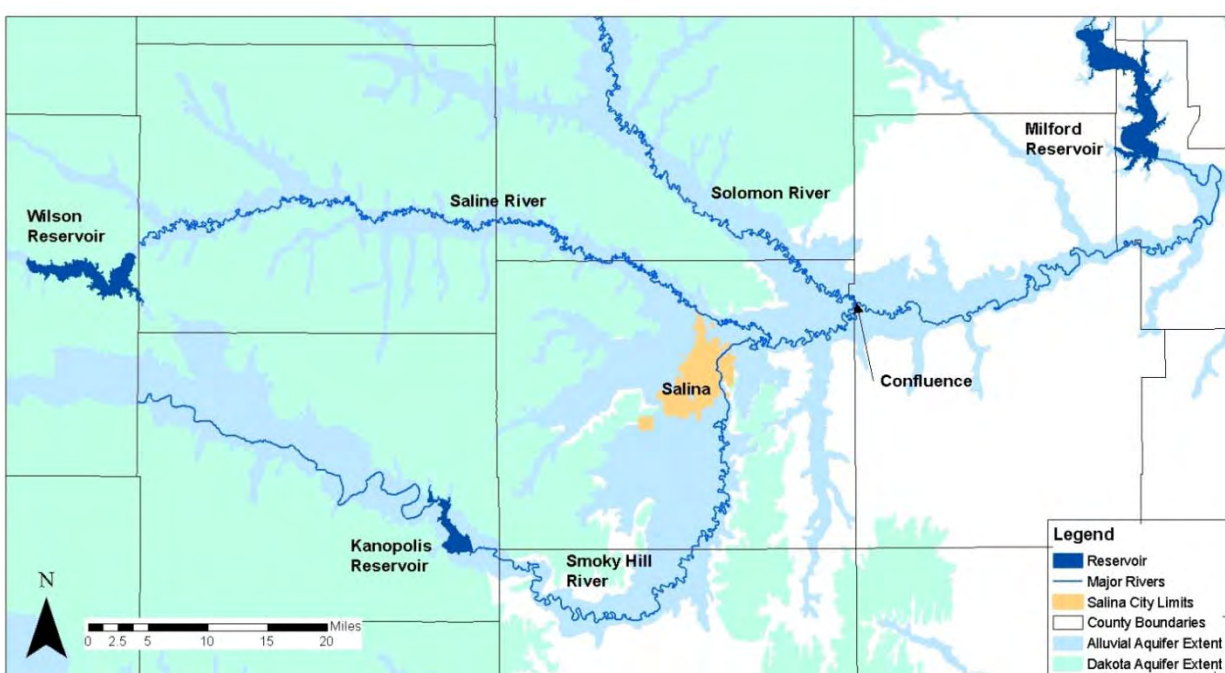 Milford
Reservoir
Solomon River
Saline River
Wilson
Reservoir
Confluence
Salina
Kanopolis
Reservoir
Smoky Hill
River
N
Miles
0 2.5 5 10 15 20
Legend
Reservoir
Major Rivers
Salina City Limits
County Boundaries
Alluvial Aquifer Extent
Dakota Aquifer Extent